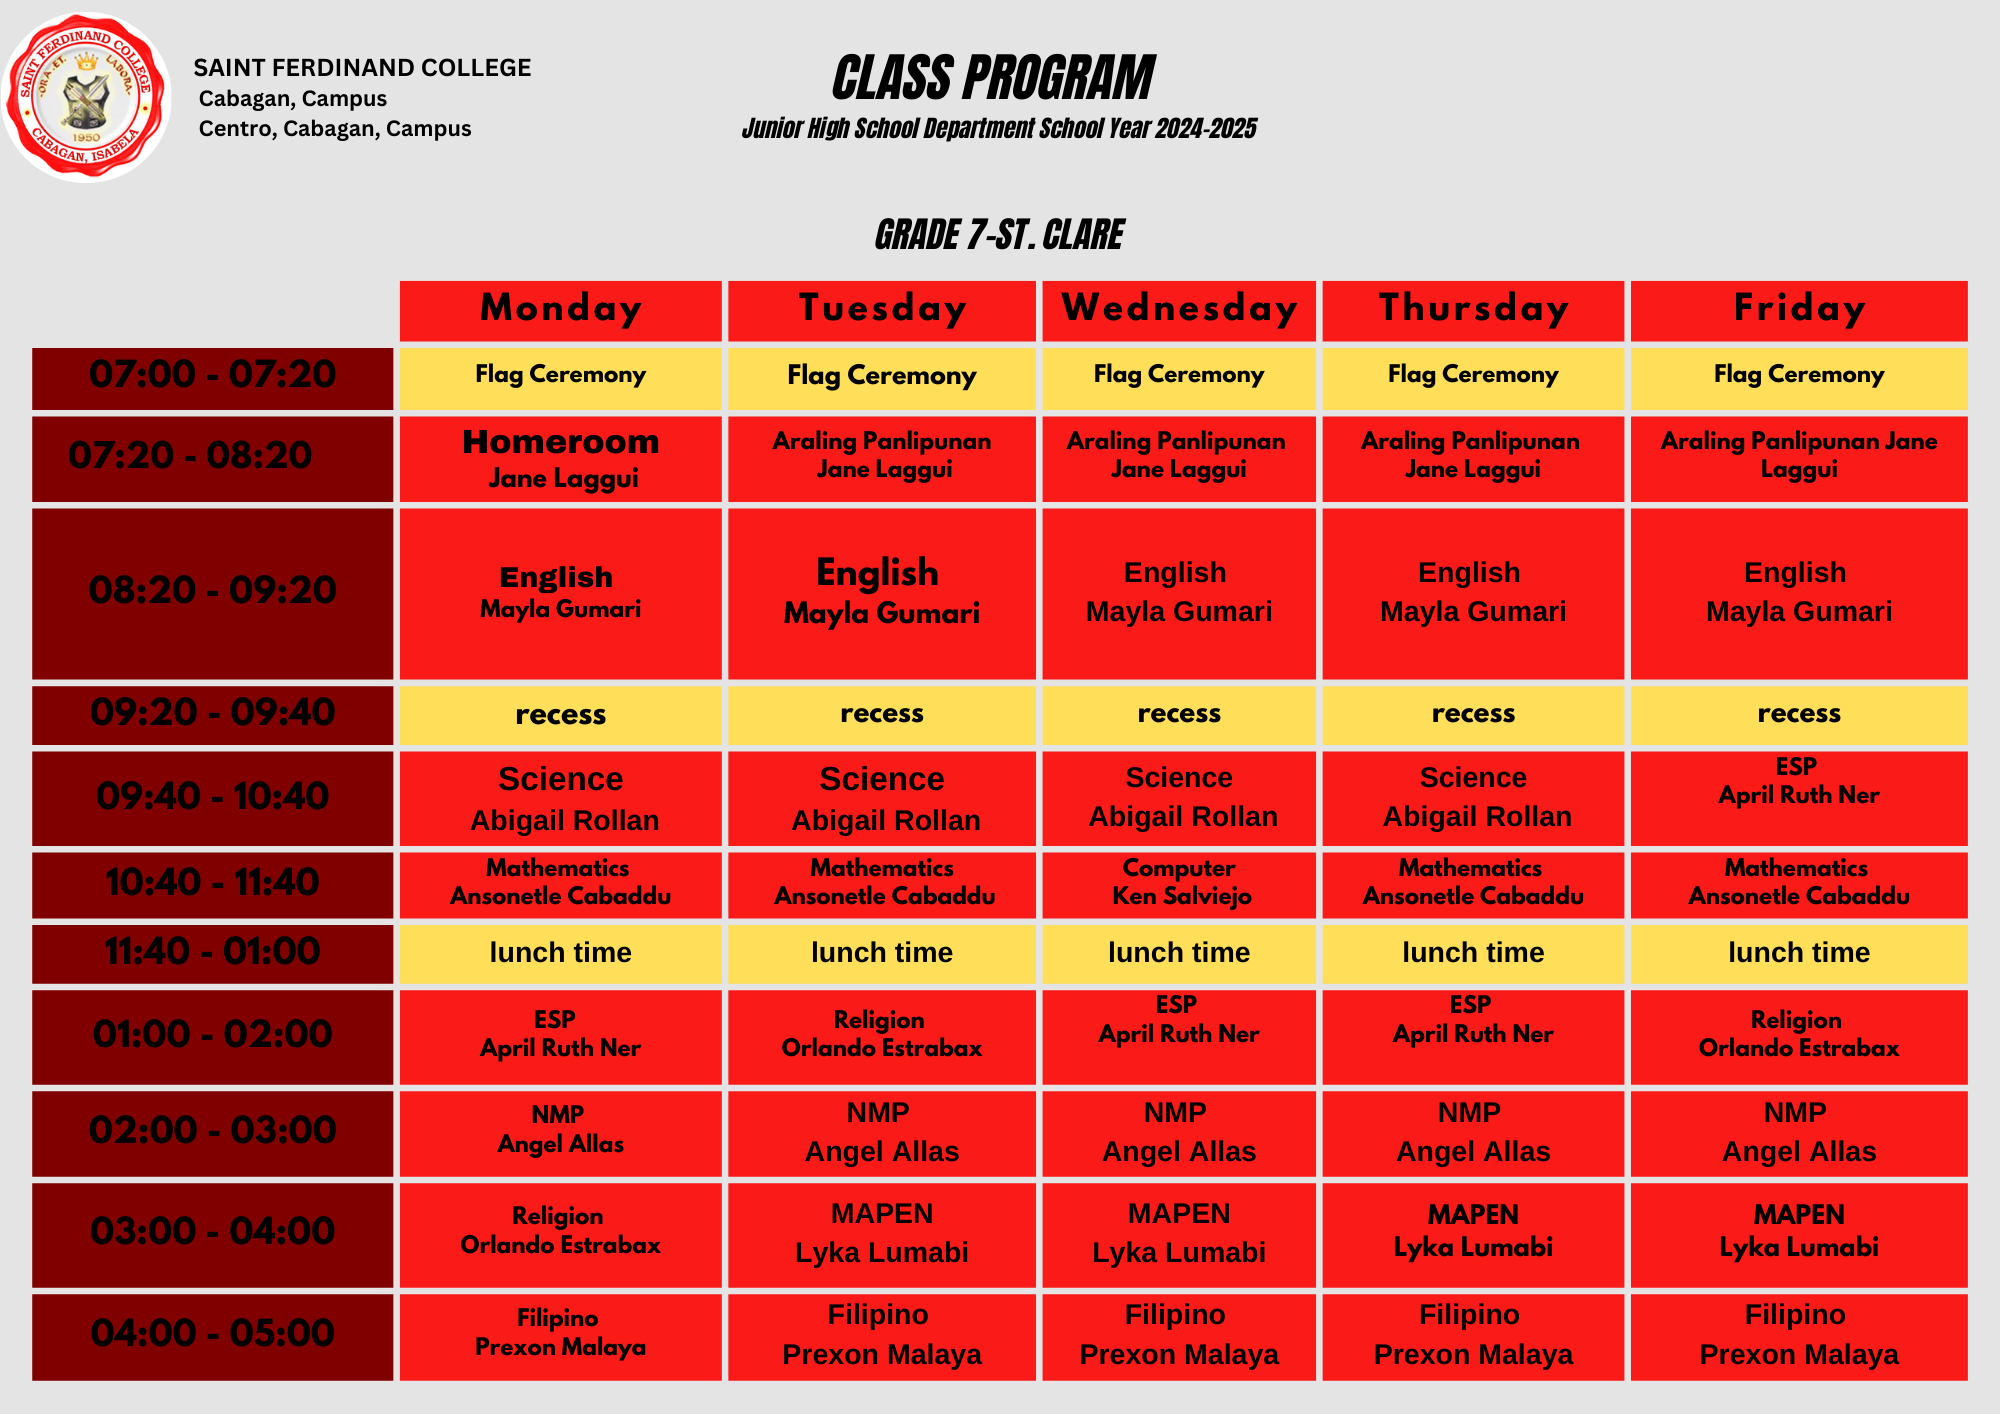 SAINT FERDINAND COLLEGE
ORA ET LABORA
1950
CABAGAN, ISABELA
SAINT FERDINAND COLLEGE
Cabagan, Campus
Centro, Cabagan, Campus
CLASS PROGRAM
Junior High School Department School Year 2024-2025
GRADE 7-ST. CLARE
Monday Tuesday Wednesday Thursday Friday
07:00 - 07:20 Flag Ceremony Flag Ceremony Flag Ceremony Flag Ceremony Flag Ceremony
07:20 - 08:20
Homeroom Araling Panlipunan Araling Panlipunan Araling Panlipunan Araling Panlipunan Jane
Jane Laggui Jane Laggui Jane Laggui Jane Laggui Laggui
08:20 - 09:20
English English English English English
Mayla Gumari Mayla Gumari Mayla Gumari Mayla Gumari Mayla Gumari
09:20 - 09:40 recess recess recess recess recess
09:40 - 10:40
Science Science Science Science ESP
Abigail Rollan Abigail Rollan Abigail Rollan Abigail Rollan April Ruth Ner
10:40 - 11:40
Mathematics Mathematics Computer Mathematics Mathematics
Ansonetle Cabaddu Ansonetle Cabaddu Ken Salviejo Ansonetle Cabaddu Ansonetle Cabaddu
11:40 - 01:00 lunch time lunch time lunch time lunch time lunch time
01:00 - 02:00
ESP Religion ESP ESP Religion
April Ruth Ner Orlando Estrabax April Ruth Ner April Ruth Ner Orlando Estrabax
02:00 - 03:00
NMP NMP NMP NMP NMP
Angel Allas Angel Allas Angel Allas Angel Allas Angel Allas
03:00 - 04:00
Religion MAPEN MAPEN MAPEN MAPEN
Orlando Estrabax Lyka Lumabi Lyka Lumabi Lyka Lumabi Lyka Lumabi
04:00 - 05:00
Filipino Filipino Filipino Filipino Filipino
Prexon Malaya Prexon Malaya Prexon Malaya Prexon Malaya Prexon Malaya